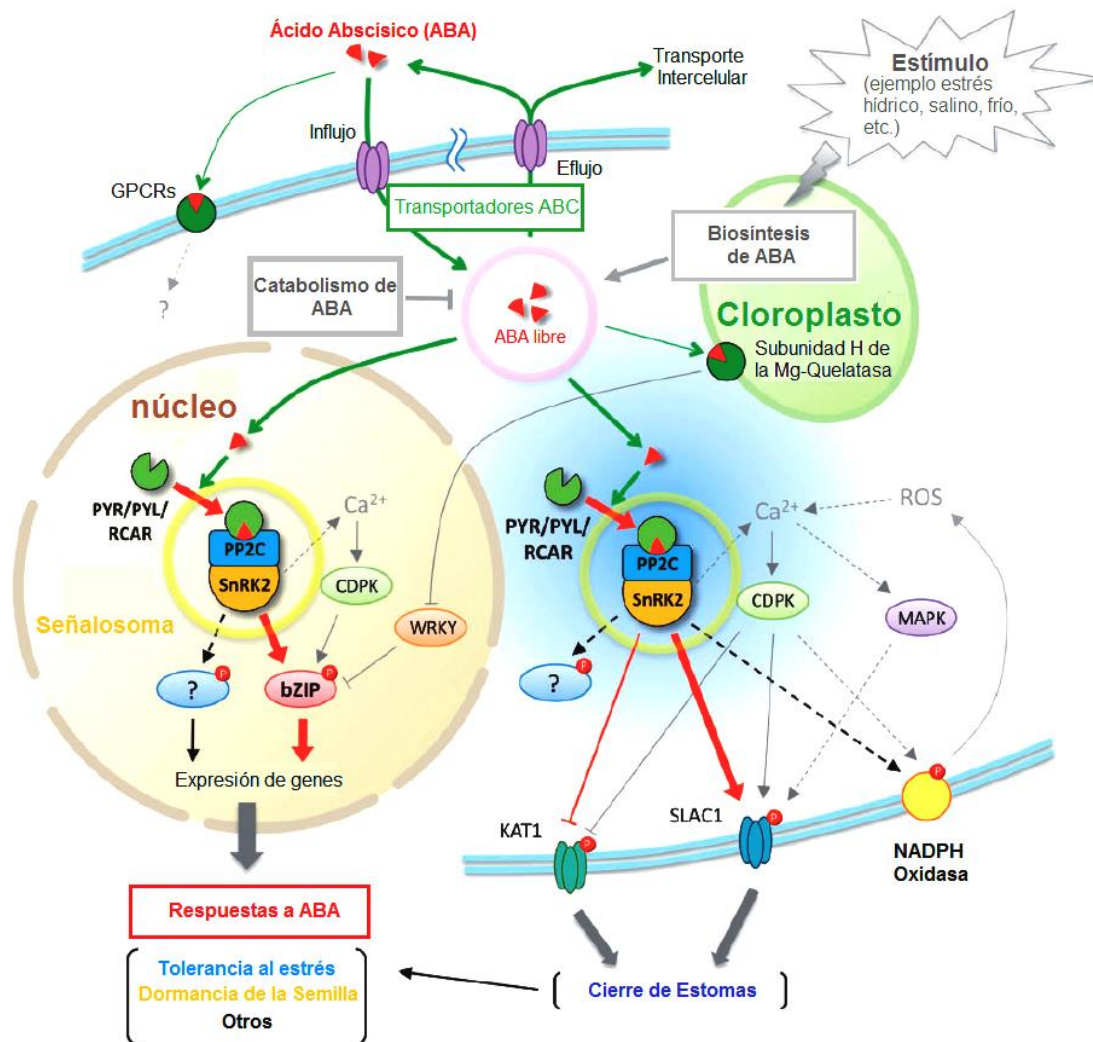 Ácido Abscísico (ABA)
Transporte
Intercelular
Estímulo
(ejemplo estrés
hídrico, salino, frío,
etc.)
Influjo
Eflujo
GPCRs
Transportadores ABC
?
Catabolismo de
ABA
Biosíntesis
de ABA
ABA libre
Cloroplasto
Subunidad H de
la Mg-Quelatasa
núcleo
PYR/PYL/
RCAR
PP2C
SnRK2
Ca²⁺
CDPK
WRKY
Señalosoma
?
P
bZIP
P
Expresión de genes
PYR/PYL/
RCAR
PP2C
SnRK2
Ca²⁺
ROS
CDPK
MAPK
?
P
KAT1
P
SLAC1
P
P
NADPH
Oxidasa
Respuestas a ABA
Tolerancia al estrés
Dormancia de la Semilla
Otros
Cierre de Estomas